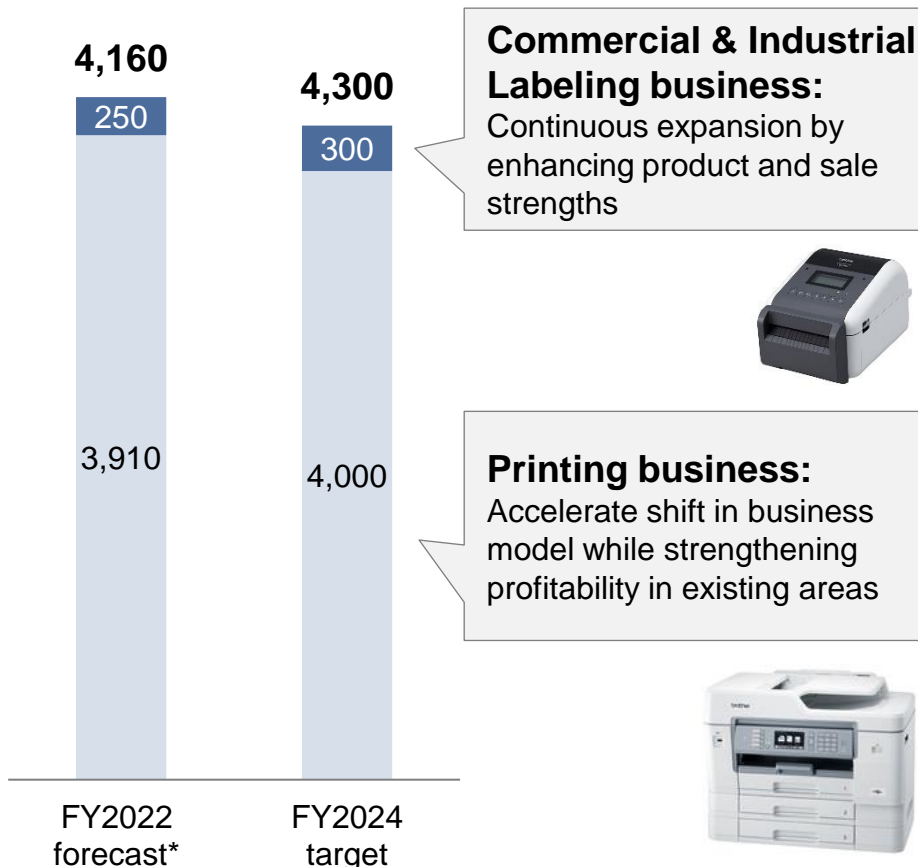 4,160
250
3,910
FY2022
forecast*
4,300
300
4,000
FY2024
target
Commercial & Industrial
Labeling business:
Continuous expansion by
enhancing product and sale
strengths
Printing business:
Accelerate shift in business
model while strengthening
profitability in existing areas
brother